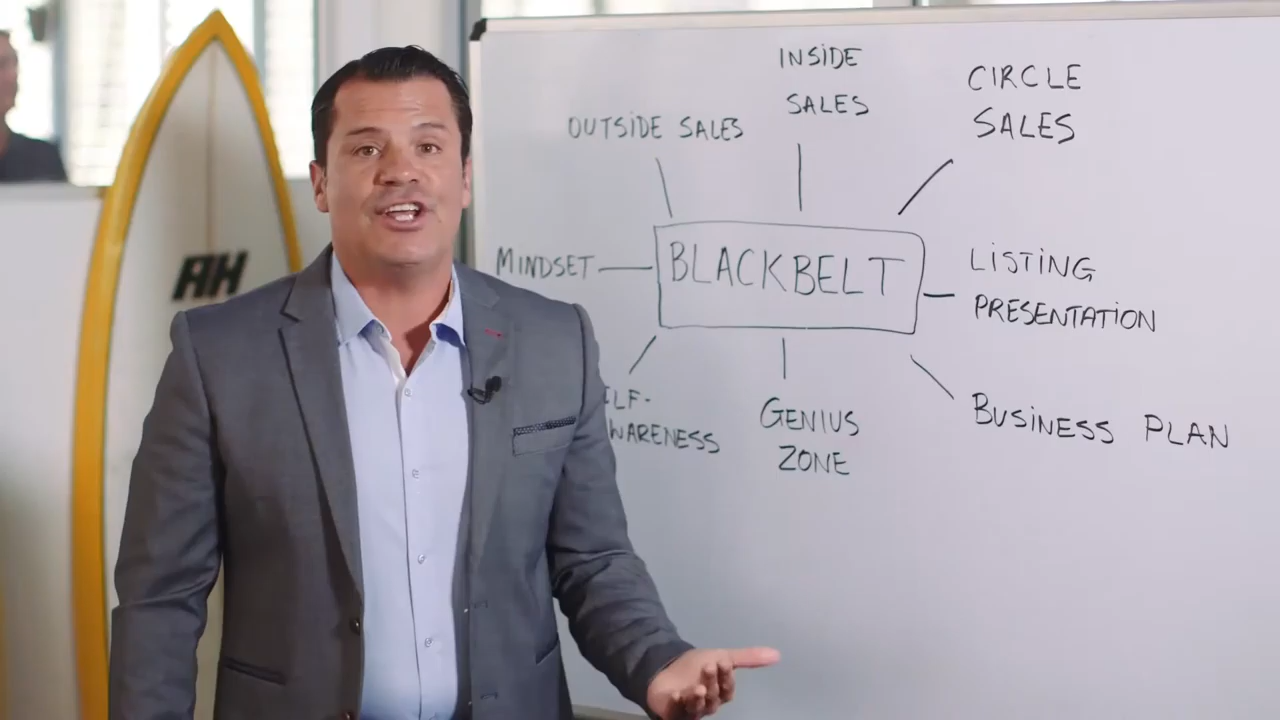 INSIDE
SALES
CIRCLE
SALES
OUTSIDE SALES
MINDSET
BLACKBELT
LISTING
PRESENTATION
GENIUS
ZONE
BUSINESS PLAN
AH